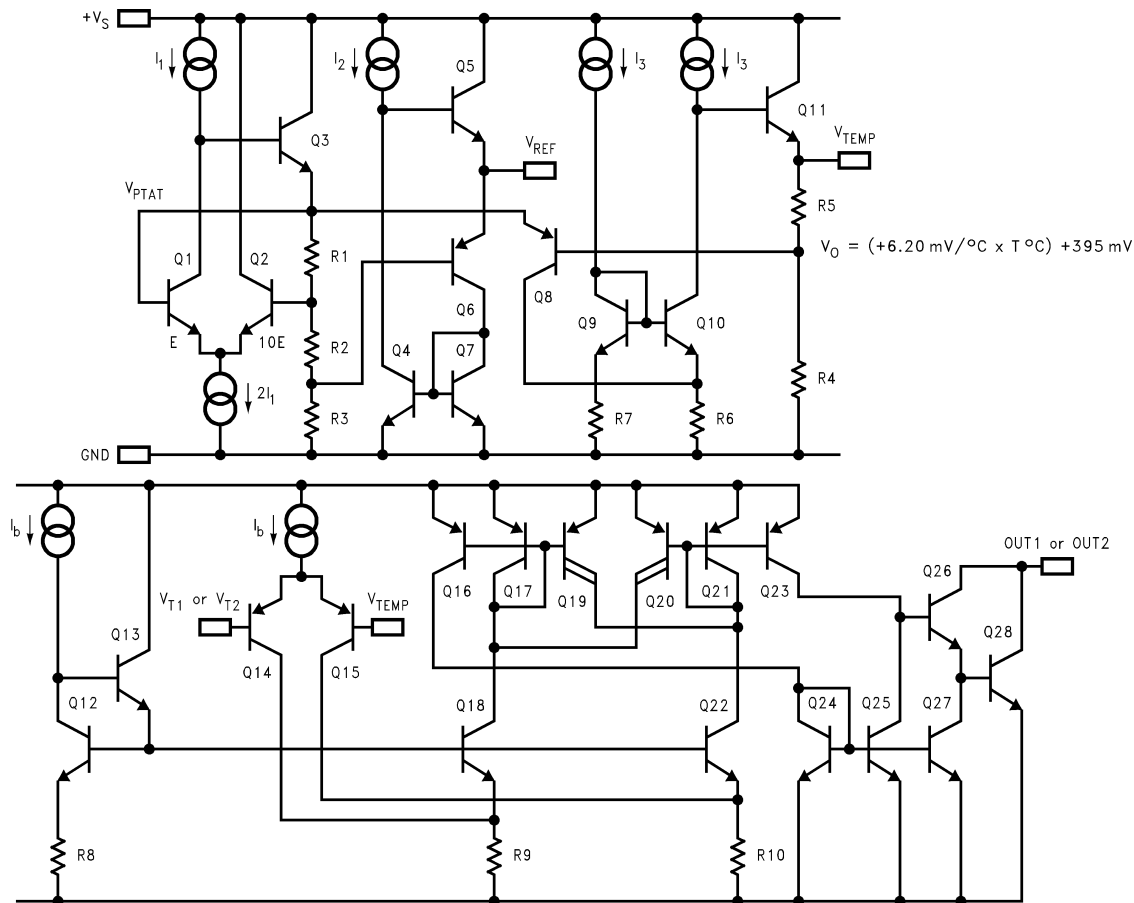 +VS
I1
I2
Q5
I3
I3
Q11
Q3
VREF
VTEMP
VPTAT
R5
Q1
Q2
R1
VO = (+6.20 mV/°C x T °C) +395 mV
Q6
Q8
Q9
Q10
E
10E
R2
Q4
Q7
R4
2I1
R3
R7
R6
GND
Ib
Ib
OUT1 or OUT2
Q26
VT1 or VT2
VTEMP
Q16
Q17
Q19
Q20
Q21
Q23
Q13
Q28
Q14
Q15
Q12
Q18
Q22
Q24
Q25
Q27
R8
R9
R10